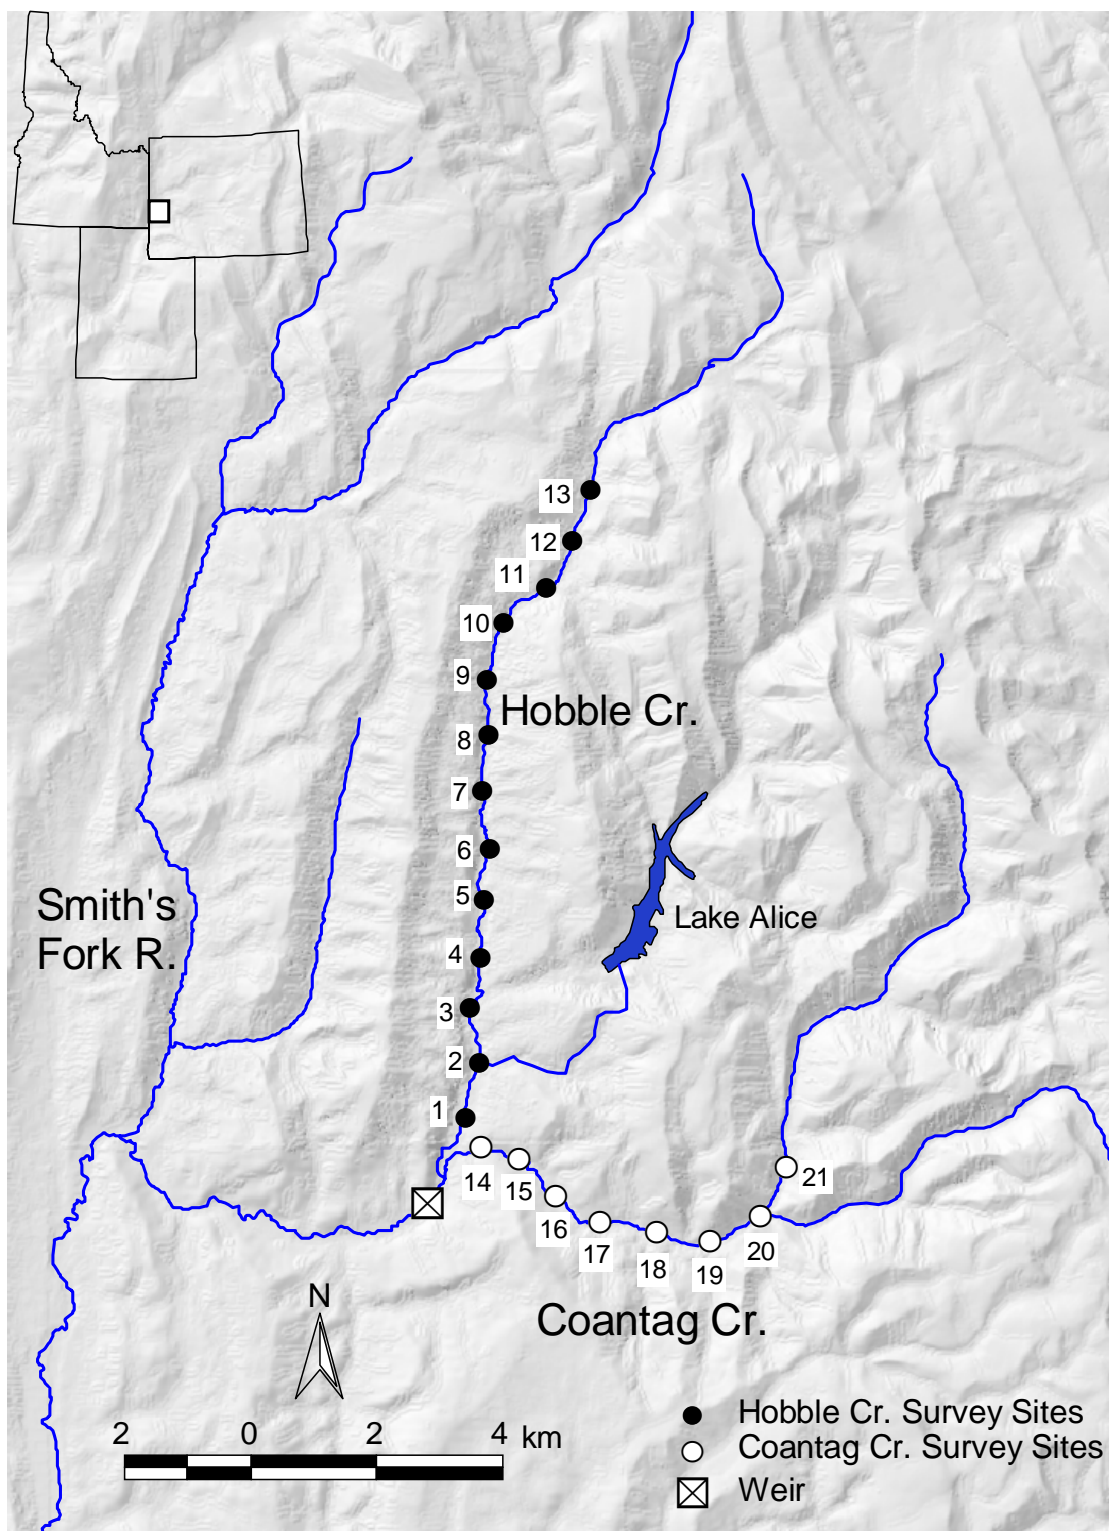 13
12
11
10
9
Hobble Cr.
8
7
6
5
Smith's
Fork R.
Lake Alice
4
3
2
1
14
15
16
17
18
19
20
21
Coantag Cr.
N
2 0 2 4 km
Hobble Cr. Survey Sites
Coantag Cr. Survey Sites
Weir